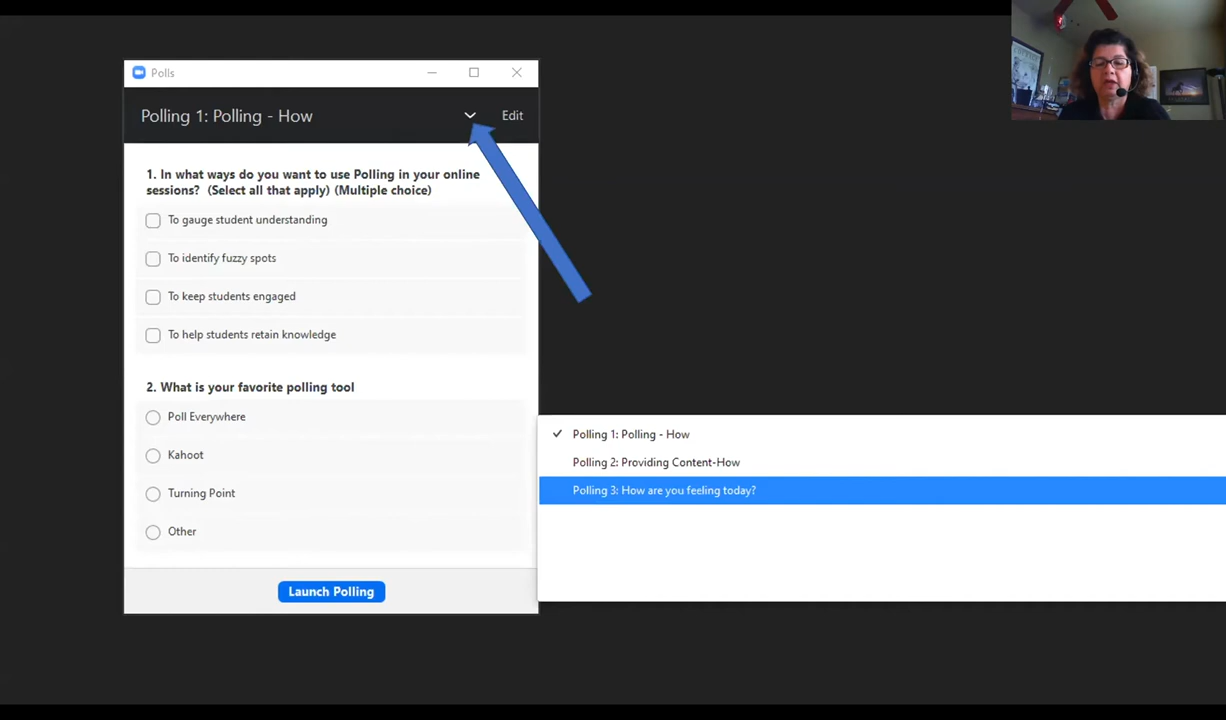 Polls
Polling 1: Polling - How
Edit
1. In what ways do you want to use Polling in your online
sessions? (Select all that apply) (Multiple choice)
To gauge student understanding
To identify fuzzy spots
To keep students engaged
To help students retain knowledge
2. What is your favorite polling tool
Poll Everywhere
Kahoot
Turning Point
Other
Launch Polling
Polling 1: Polling - How
Polling 2: Providing Content-How
Polling 3: How are you feeling today?